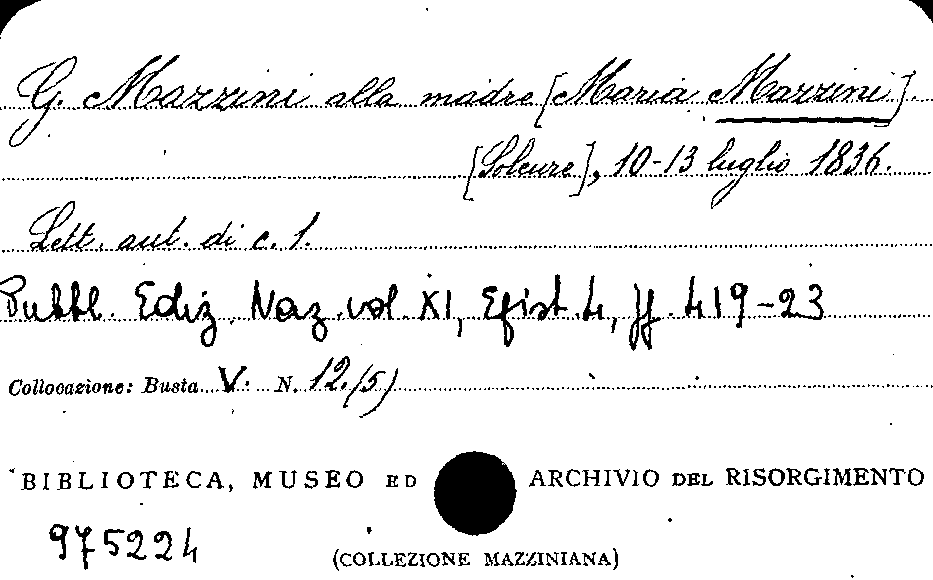 G. Mazzini alla madre [Maria Mazzini].
[Soleure], 10-13 luglio 1836.
Lett. aut. di c. 1.
Pubbl. Ediz. Naz. vol. XI, Epist. 4, pp. 419-23
Collocazione: Busta V. N. 12 (5)
BIBLIOTECA, MUSEO ED ARCHIVIO DEL RISORGIMENTO
975224
(COLLEZIONE MAZZINIANA)